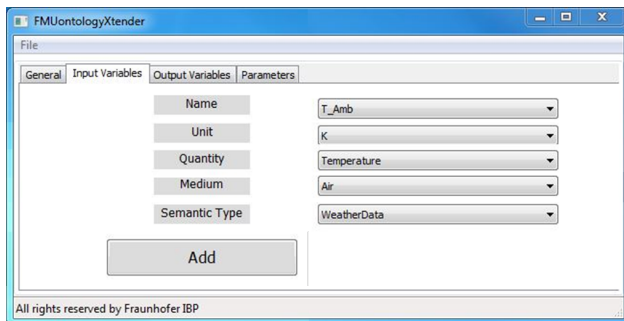 FMUontologyXtender
File
General Input Variables Output Variables Parameters
Name T_Amb
Unit K
Quantity Temperature
Medium Air
Semantic Type WeatherData
Add
All rights reserved by Fraunhofer IBP